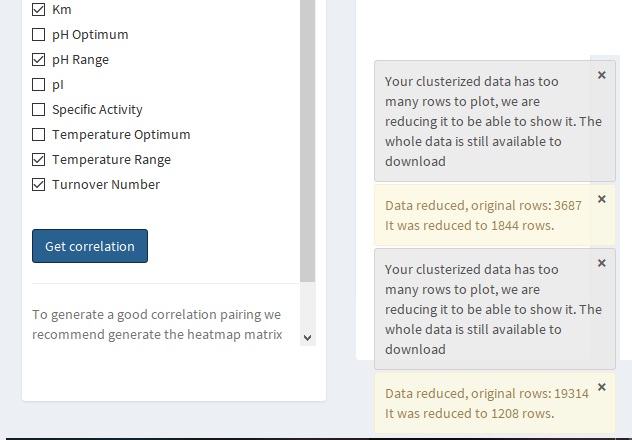 Km
pH Optimum
pH Range
pI
Specific Activity
Temperature Optimum
Temperature Range
Turnover Number
Get correlation
To generate a good correlation pairing we
recommend generate the heatmap matrix
Your clusterized data has too
many rows to plot, we are
reducing it to be able to show it. The
whole data is still available to
download
Data reduced, original rows: 3687
It was reduced to 1844 rows.
Your clusterized data has too
many rows to plot, we are
reducing it to be able to show it. The
whole data is still available to
download
Data reduced, original rows: 19314
It was reduced to 1208 rows.